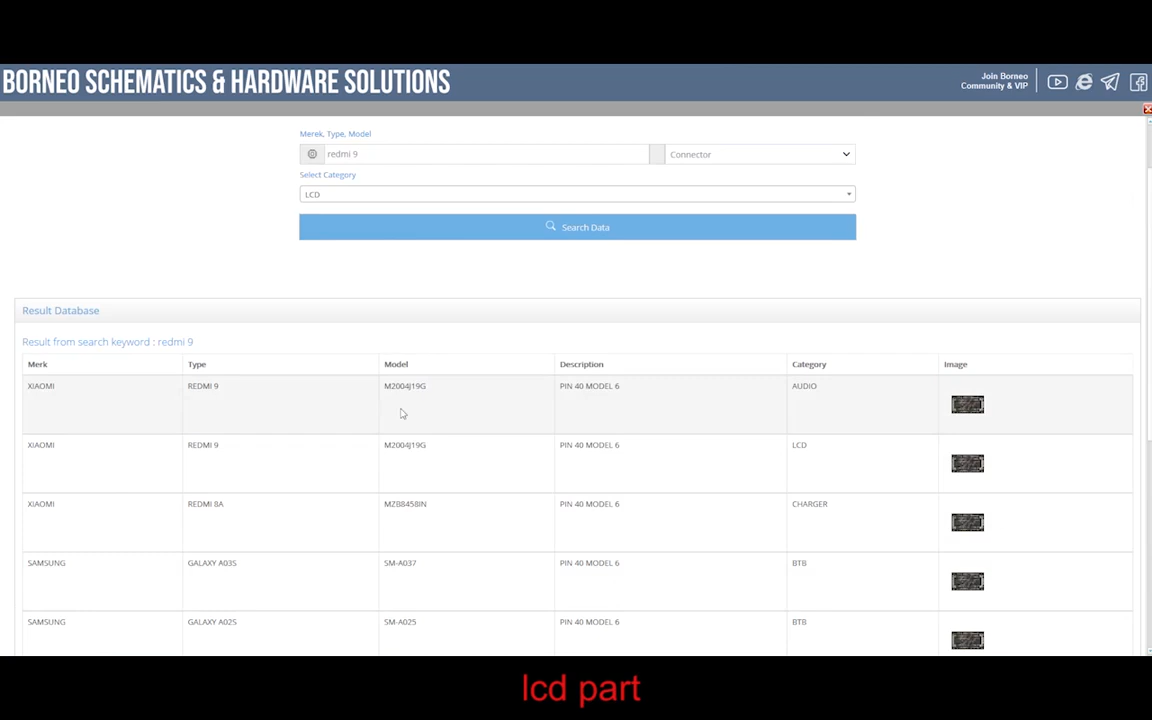 BORNEO SCHEMATICS & HARDWARE SOLUTIONS
Join Borneo
Community & VIP
Merek, Type, Model
redmi 9
Connector
Select Category
LCD
Search Data
Result Database
Result from search keyword : redmi 9
Merk Type Model Description Category Image
XIAOMI REDMI 9 M2004J19G PIN 40 MODEL 6 AUDIO
XIAOMI REDMI 9 M2004J19G PIN 40 MODEL 6 LCD
XIAOMI REDMI 8A MZB8458IN PIN 40 MODEL 6 CHARGER
SAMSUNG GALAXY A03S SM-A037 PIN 40 MODEL 6 BTB
SAMSUNG GALAXY A02S SM-A025 PIN 40 MODEL 6 BTB
lcd part